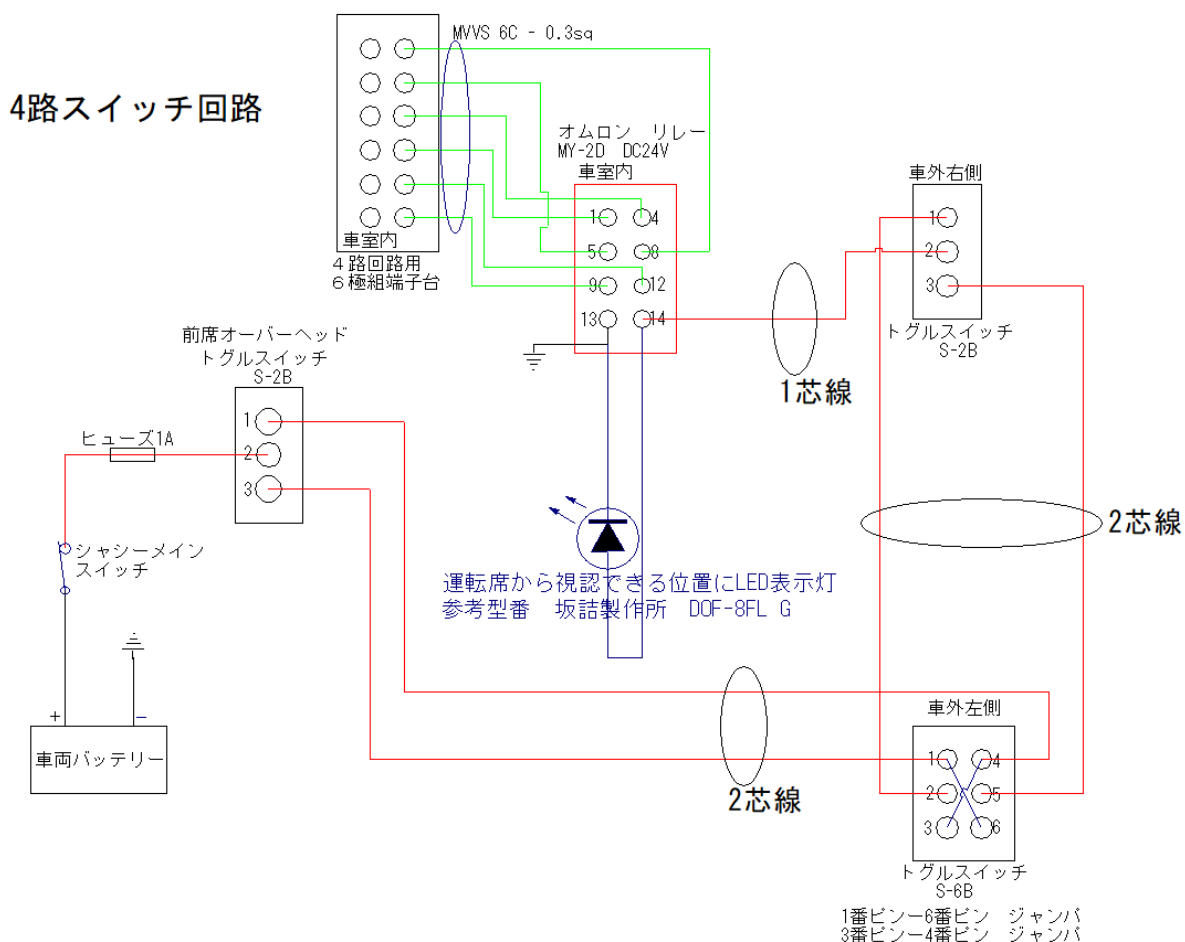 4路スイッチ回路
MVVS 6C - 0.3sq
車室内
4路回路用
6極組端子台
オムロン リレー
MY-2D DC24V
車室内
1 4
5 8
9 12
13 14
車外右側
1
2
3
トグルスイッチ
S-2B
1芯線
前席オーバーヘッド
トグルスイッチ
S-2B
1
2
3
ヒューズ1A
シャシーメイン
スイッチ
+ -
車両バッテリー
2芯線
運転席から視認できる位置にLED表示灯
参考型番 坂詰製作所 DOF-8FL G
2芯線
車外左側
1 4
2 5
3 6
トグルスイッチ
S-6B
1番ピンー6番ピン ジャンパ
3番ピンー4番ピン ジャンパ